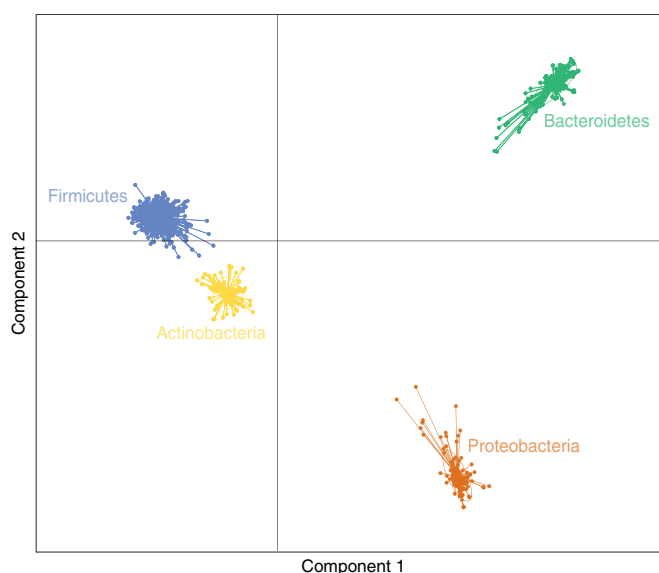 Bacteroidetes
Firmicutes
Component 2
Actinobacteria
Proteobacteria
Component 1